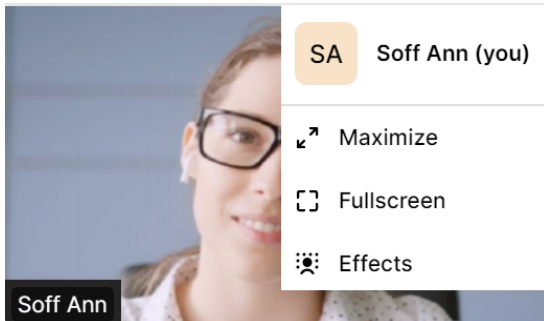 SA
Soff Ann (you)
Maximize
Fullscreen
Effects
Soff Ann